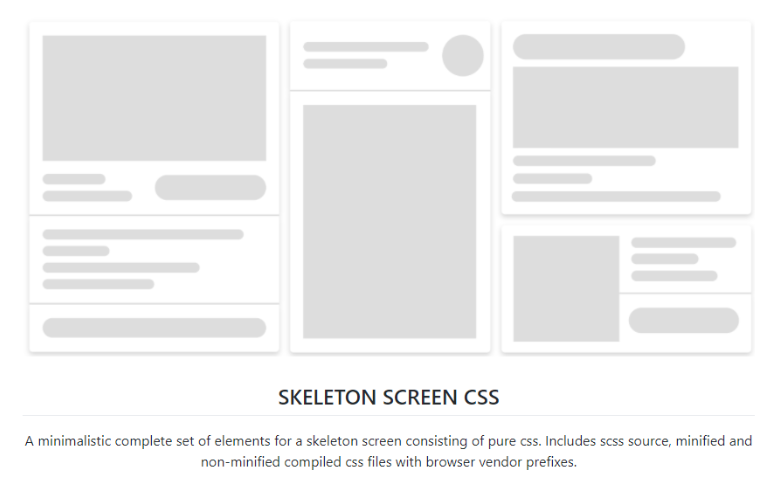 SKELETON SCREEN CSS
A minimalistic complete set of elements for a skeleton screen consisting of pure css. Includes scss source, minified and
non-minified compiled css files with browser vendor prefixes.